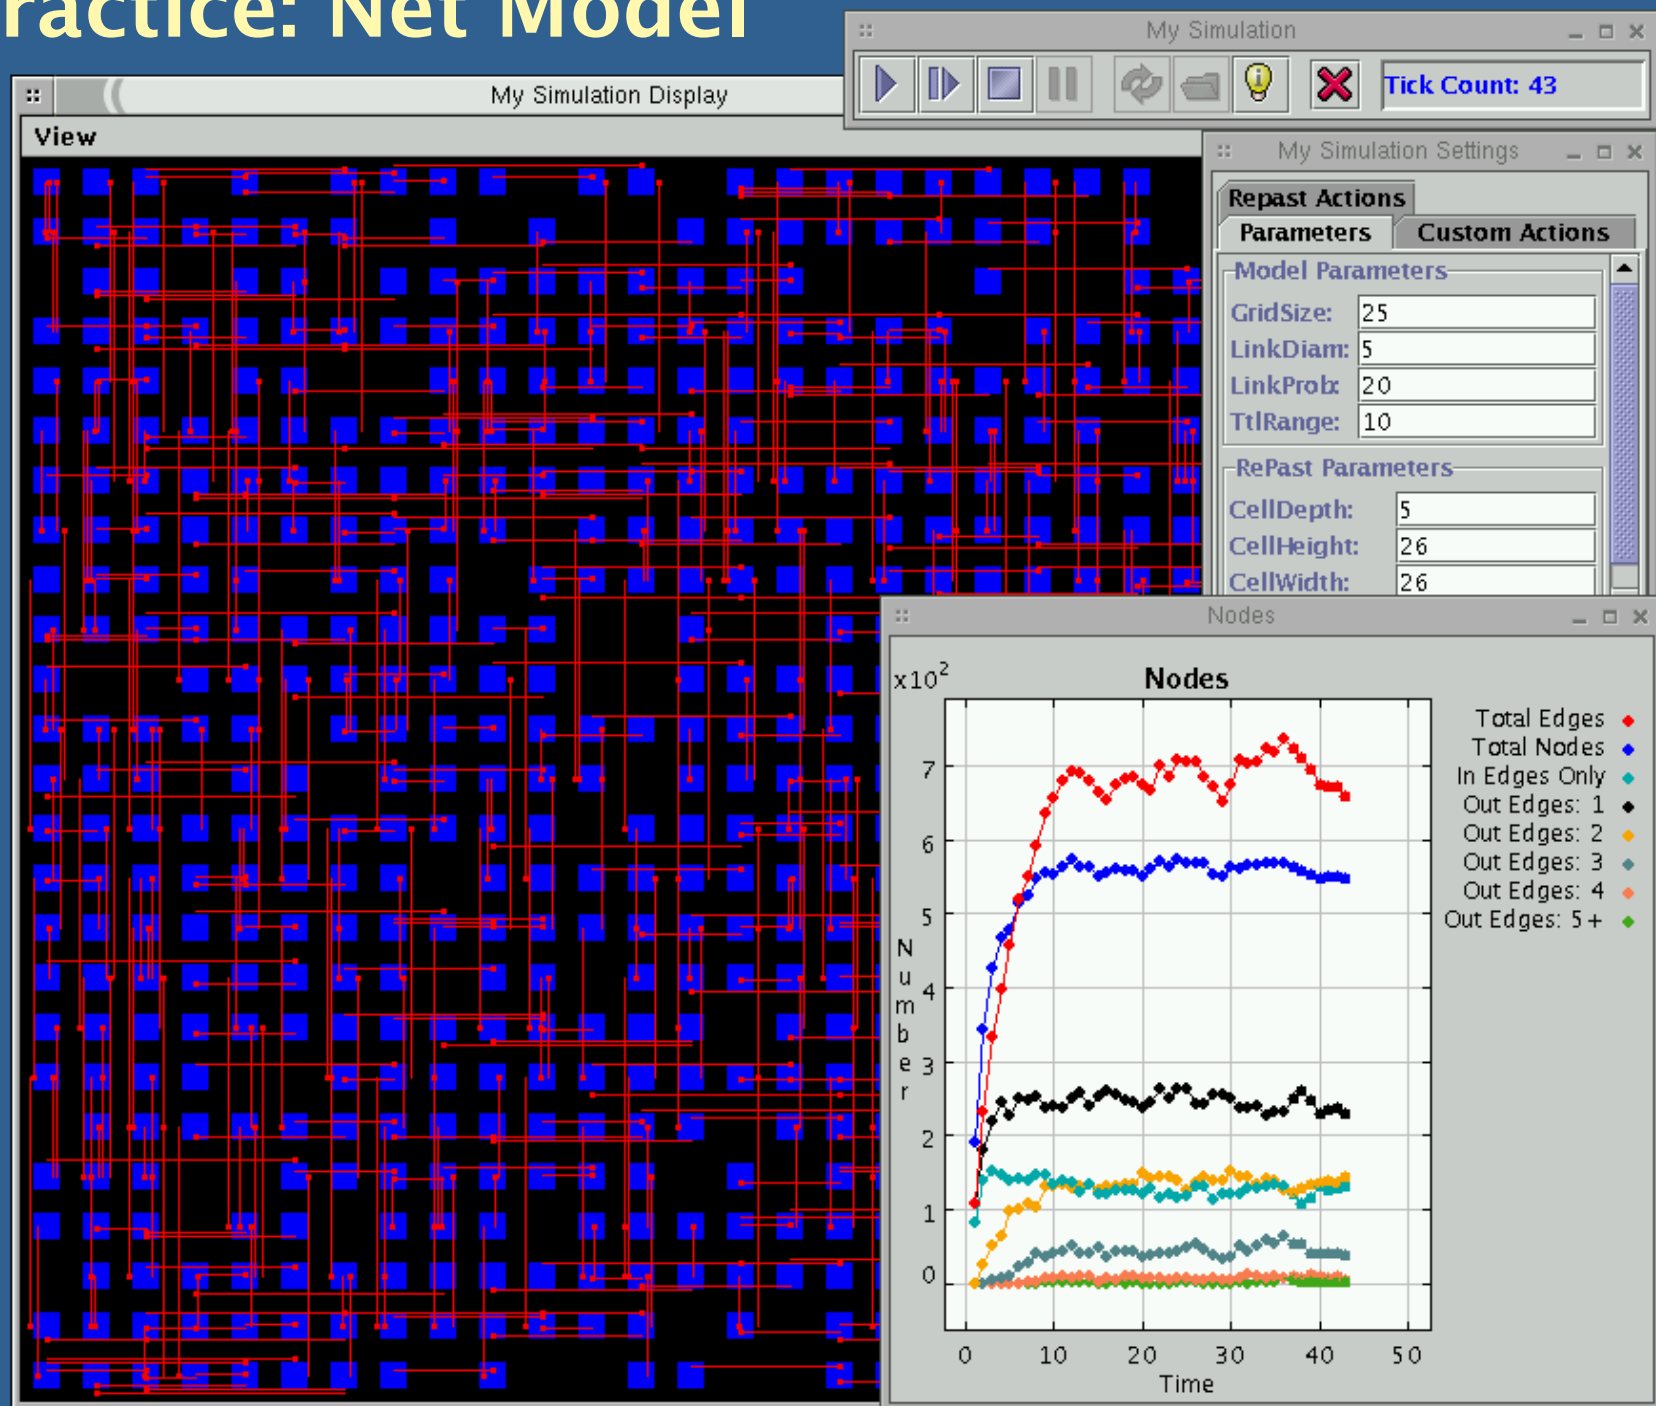 ractice: Net Model
My Simulation
Tick Count: 43
My Simulation Display
View
My Simulation Settings
Repast Actions
Parameters
Custom Actions
Model Parameters
GridSize: 25
LinkDiam: 5
LinkProb: 20
TtlRange: 10
RePast Parameters
CellDepth: 5
CellHeight: 26
CellWidth: 26
Nodes
x10²
Nodes
7
6
5
4
3
2
1
0
Number
0 10 20 30 40 50
Time
Total Edges
Total Nodes
In Edges Only
Out Edges: 1
Out Edges: 2
Out Edges: 3
Out Edges: 4
Out Edges: 5+